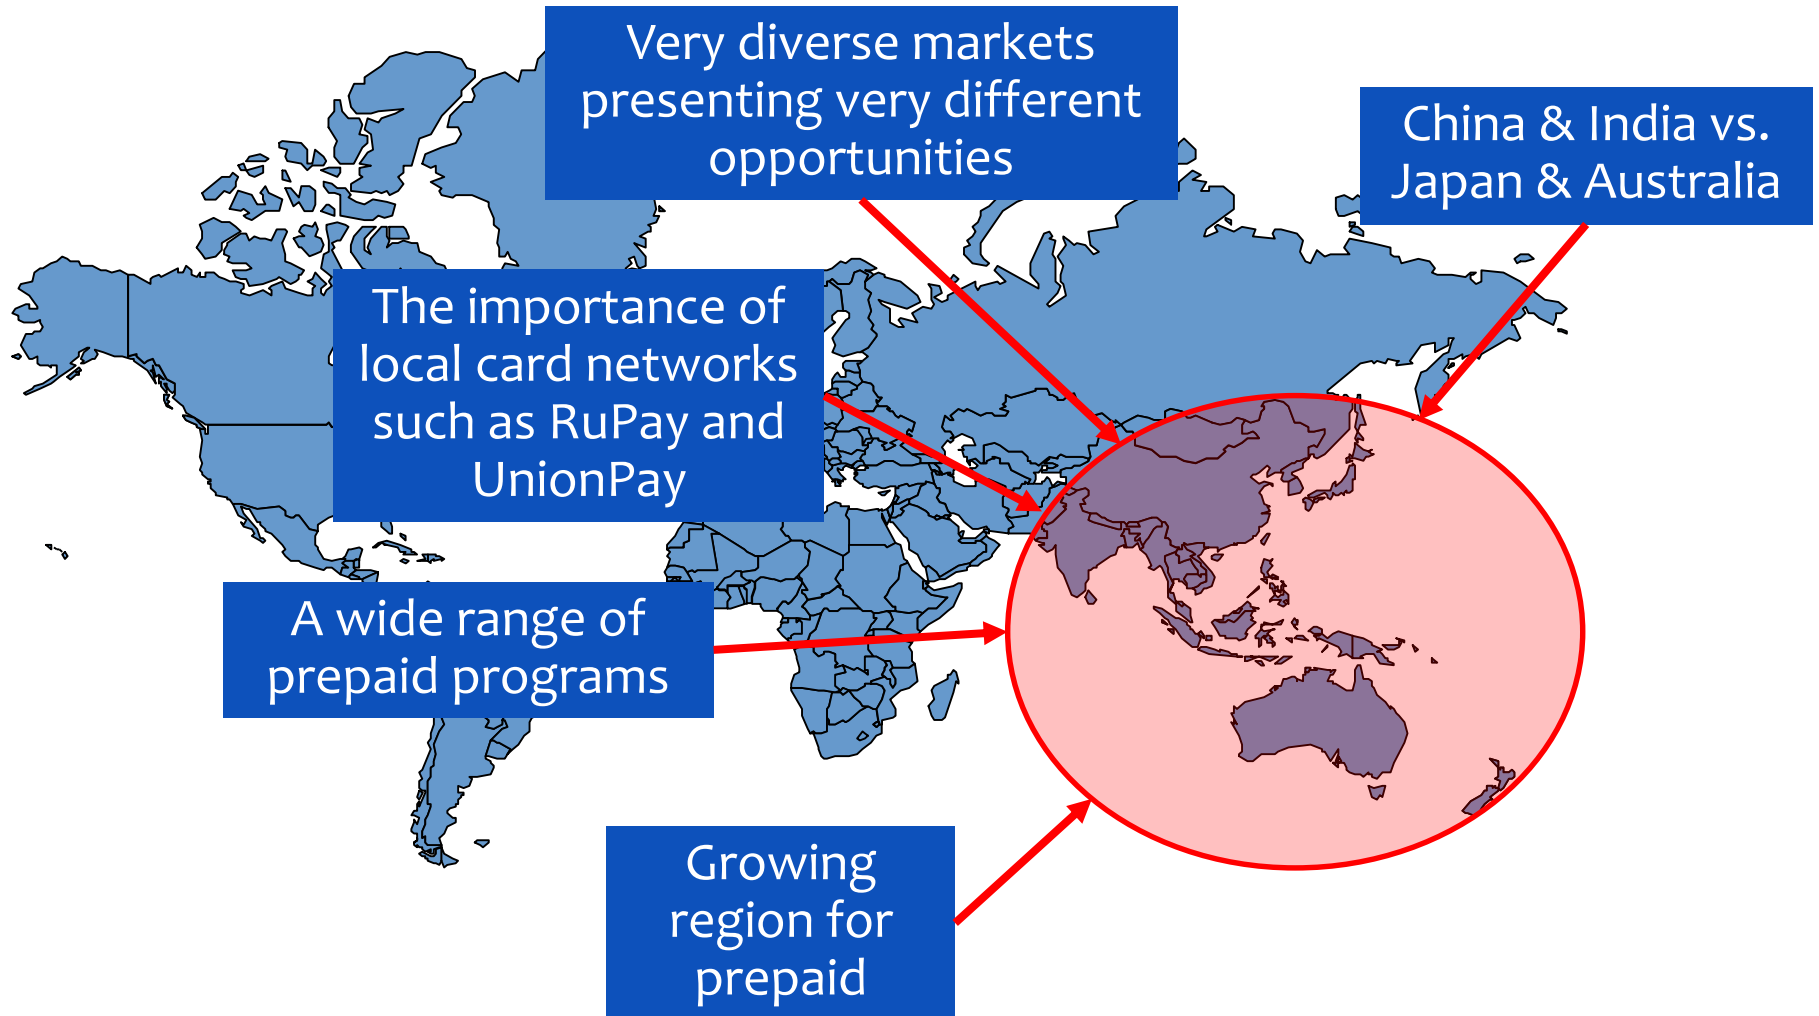 Very diverse markets
presenting very different
opportunities
China & India vs.
Japan & Australia
The importance of
local card networks
such as RuPay and
UnionPay
A wide range of
prepaid programs
Growing
region for
prepaid